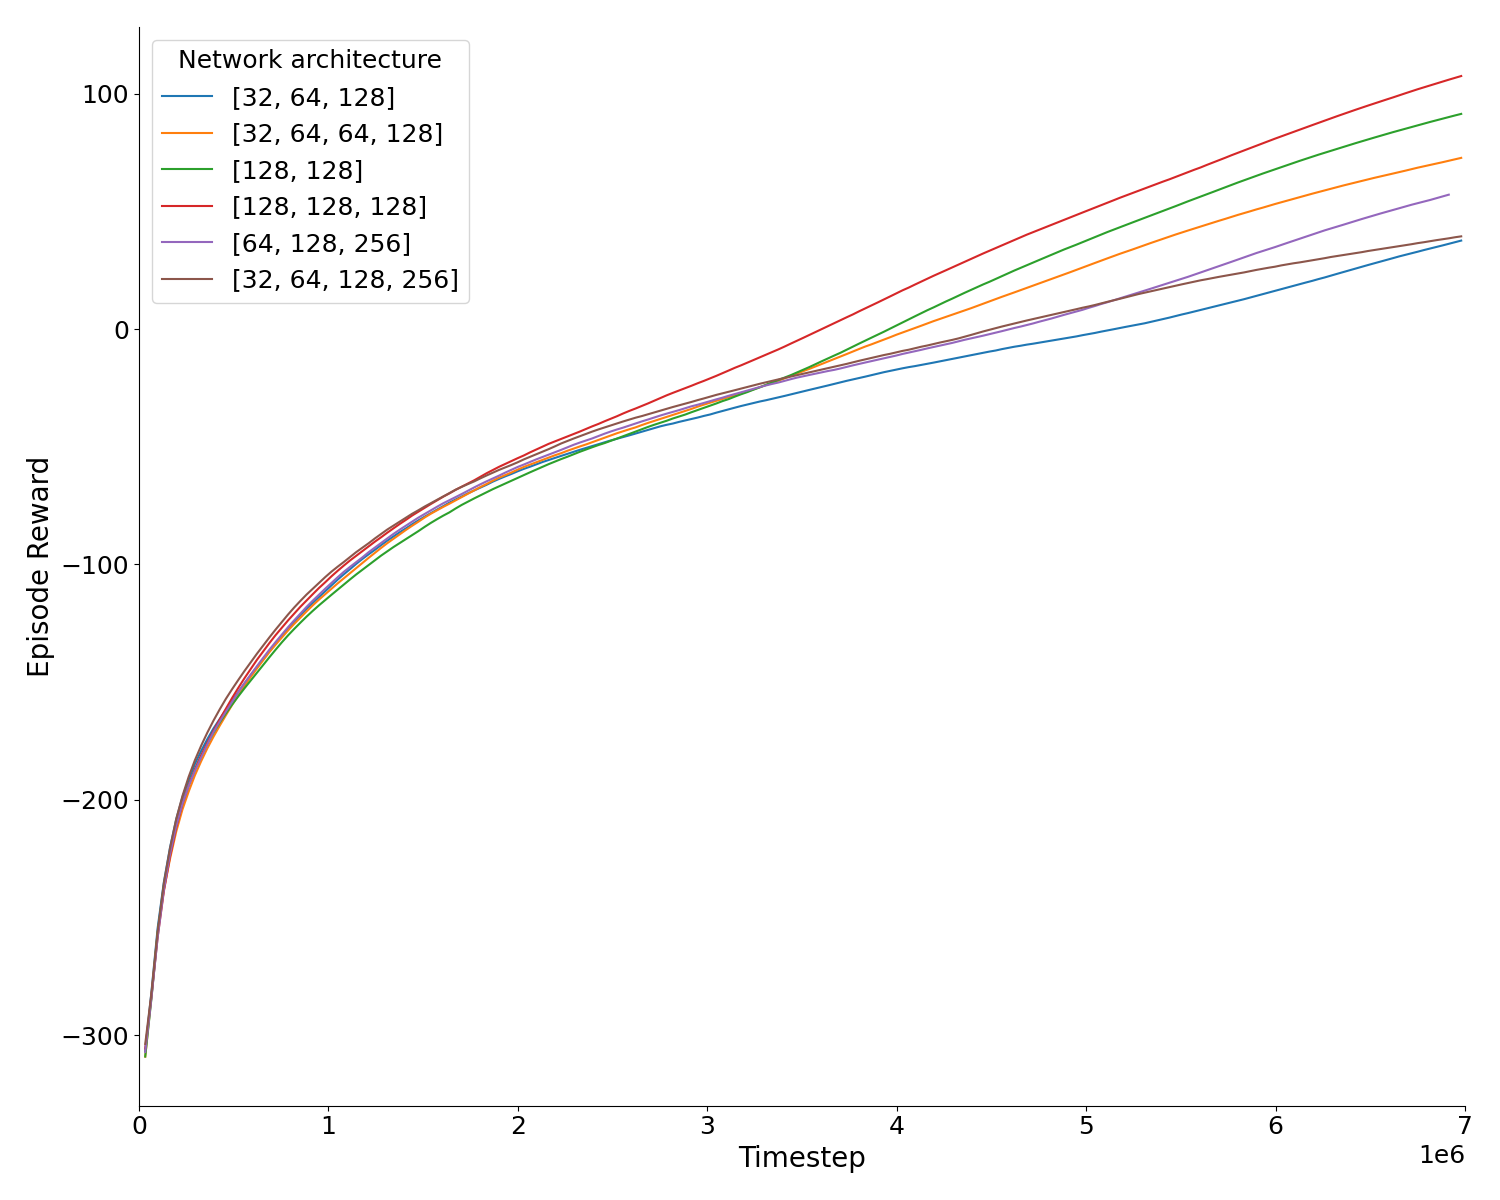 Network architecture
[32, 64, 128]
[32, 64, 64, 128]
[128, 128]
[128, 128, 128]
[64, 128, 256]
[32, 64, 128, 256]
100
0
−100
−200
−300
Episode Reward
0 1 2 3 4 5 6 7
1e6
Timestep